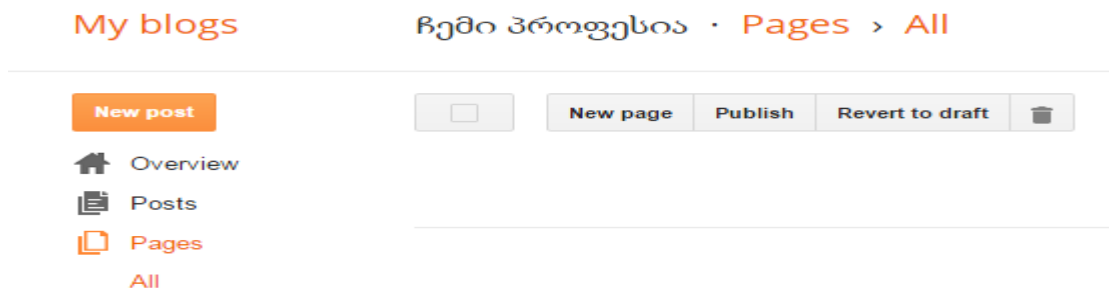 My blogs ჩემი პროფესია · Pages › All
New post New page Publish Revert to draft
Overview
Posts
Pages
All